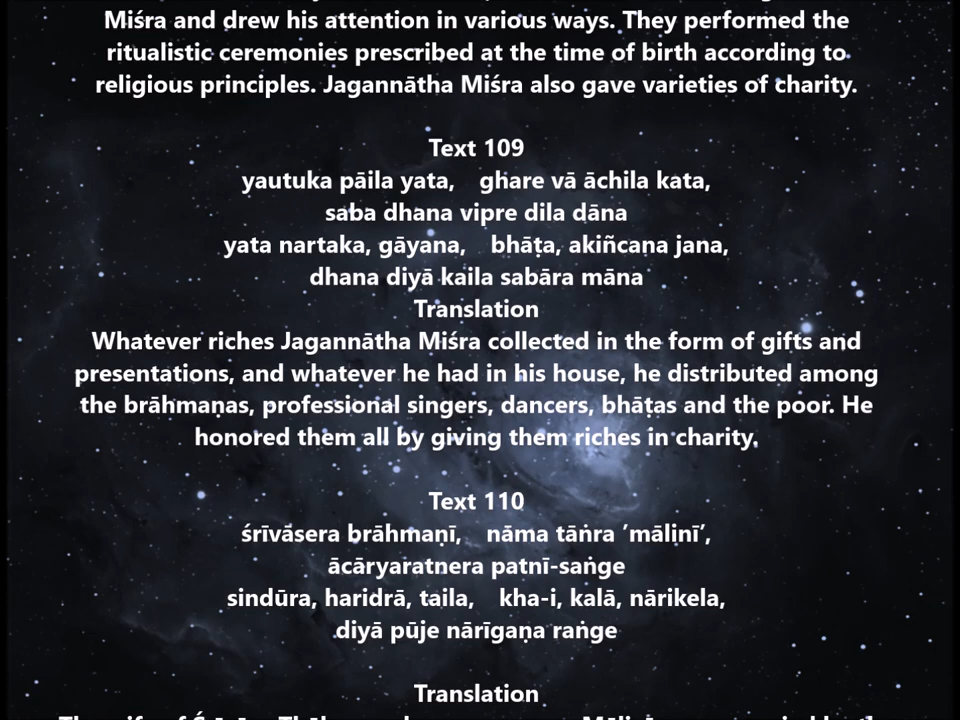 Miśra and drew his attention in various ways. They performed the
ritualistic ceremonies prescribed at the time of birth according to
religious principles. Jagannātha Miśra also gave varieties of charity.
Text 109
yautuka pāila yata, ghare vā āchila kata,
saba dhana vipre dila dāna
yata nartaka, gāyana, bhāṭa, akiñcana jana,
dhana diyā kaila sabāra māna
Translation
Whatever riches Jagannātha Miśra collected in the form of gifts and
presentations, and whatever he had in his house, he distributed among
the brāhmaṇas, professional singers, dancers, bhāṭas and the poor. He
honored them all by giving them riches in charity.
Text 110
śrīvāsera brāhmaṇī, nāma tāṅra ’mālinī’,
ācāryaratnera patnī-saṅge
sindūra, haridrā, taila, kha-i, kalā, nārikela,
diyā pūje nārīgaṇa raṅge
Translation